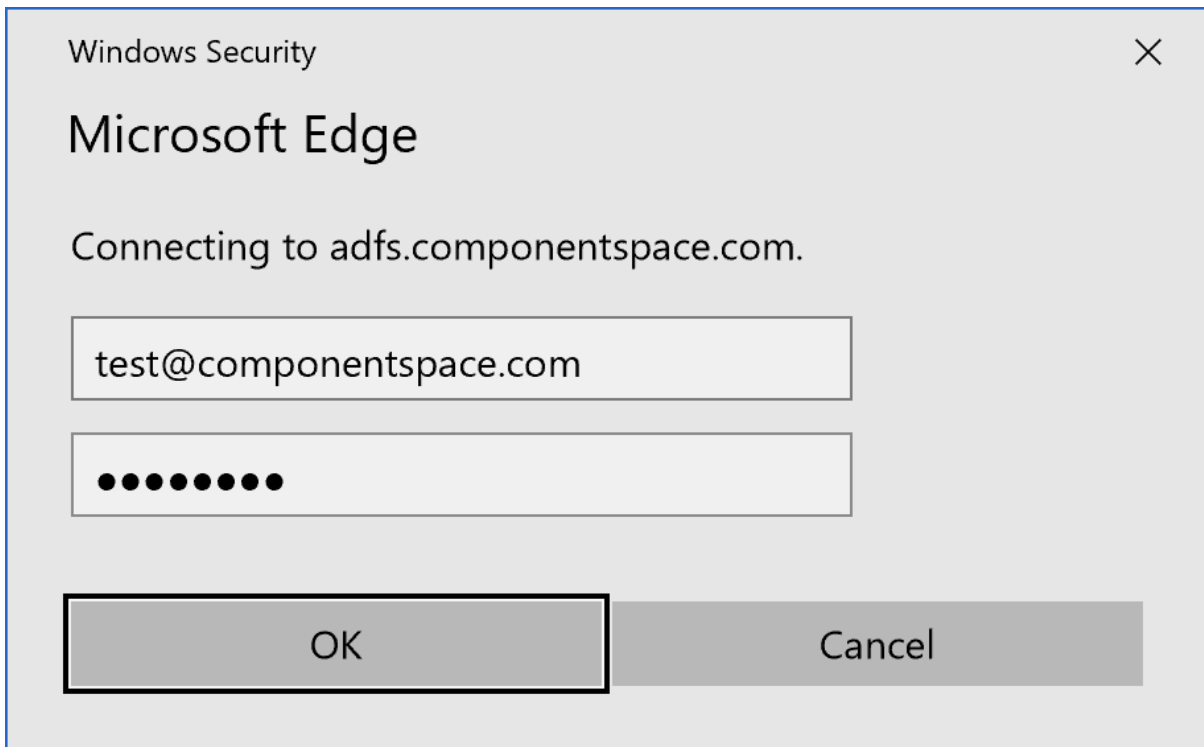 Windows Security
Microsoft Edge
Connecting to adfs.componentspace.com.
test@componentspace.com
••••••••
OK Cancel